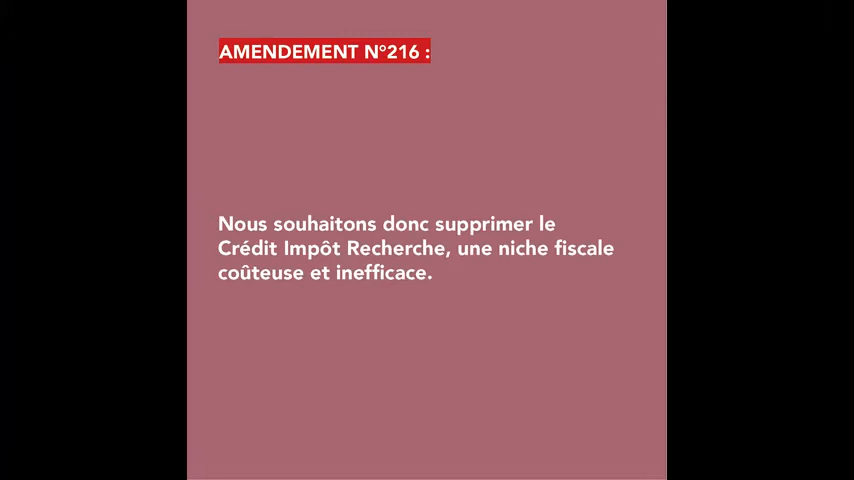 AMENDEMENT N°216 :
Nous souhaitons donc supprimer le
Crédit Impôt Recherche, une niche fiscale
coûteuse et inefficace.